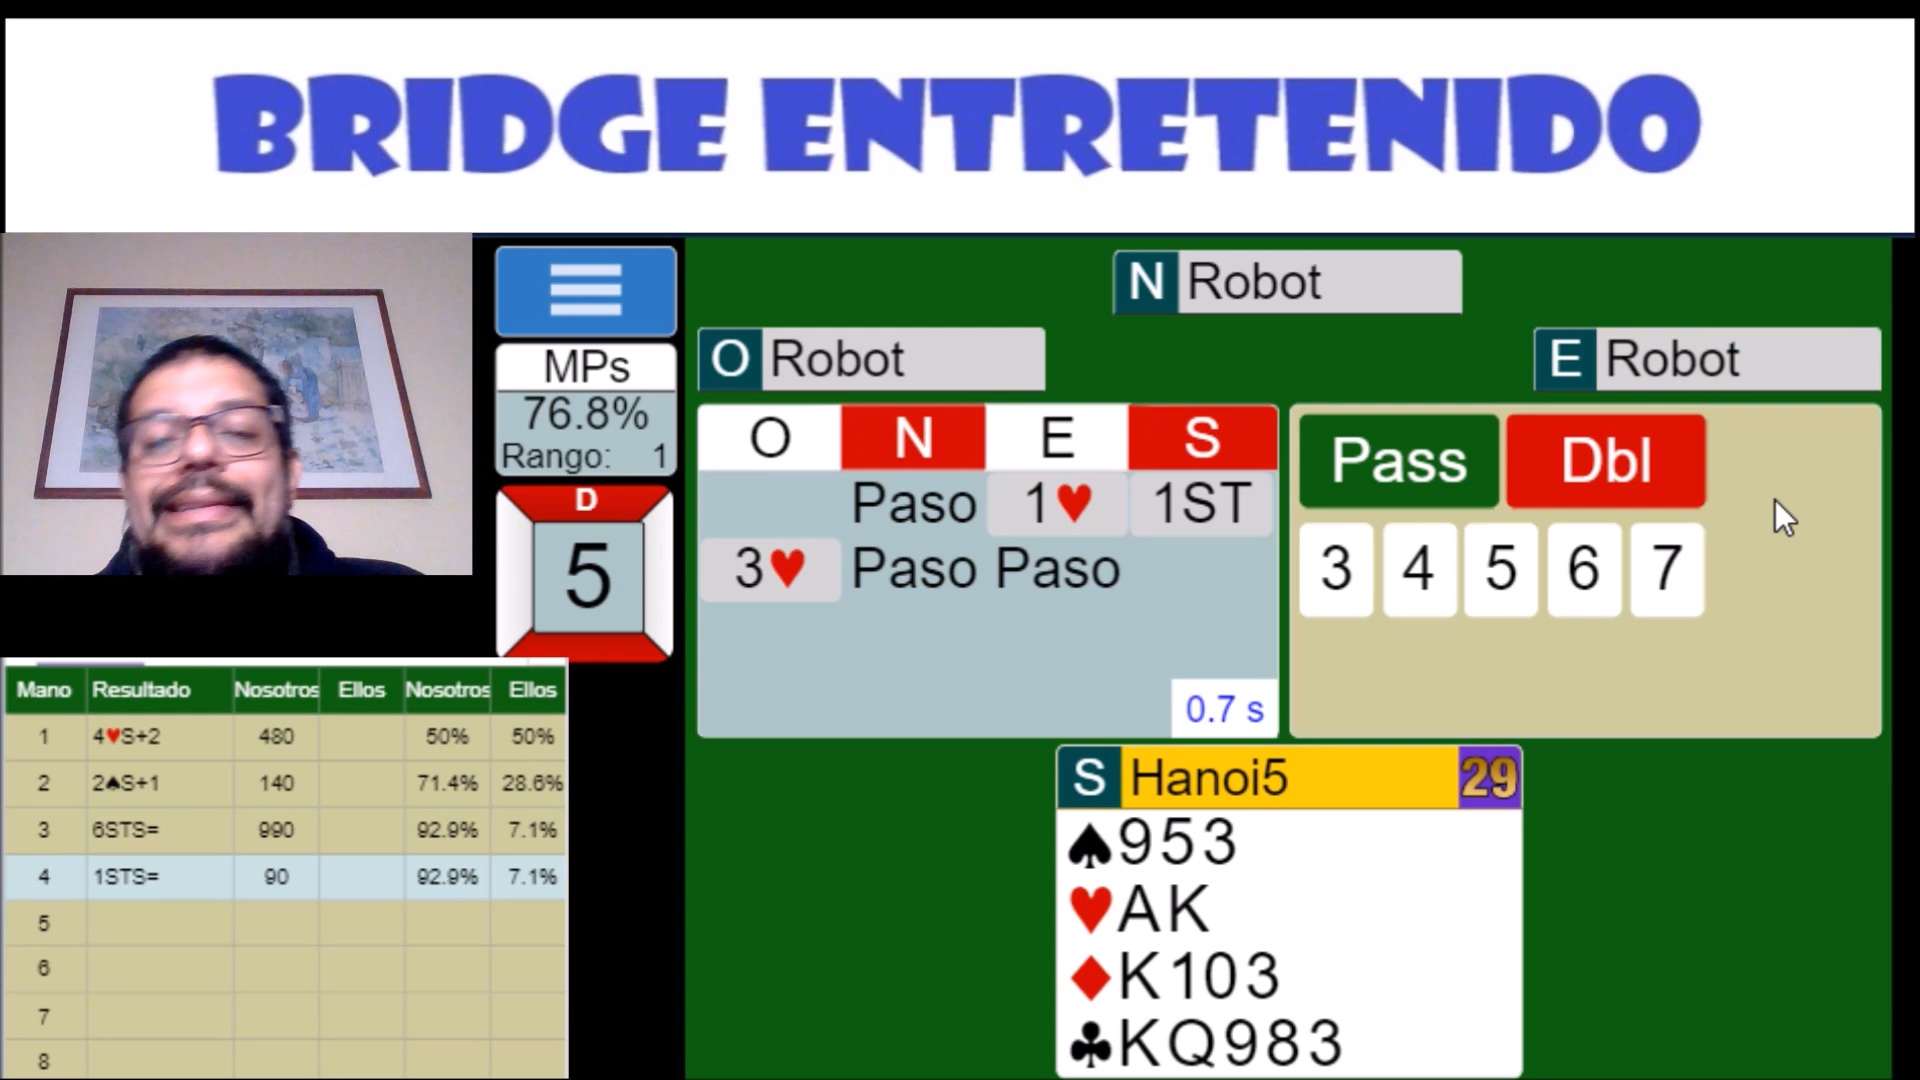 BRIDGE ENTRETENIDO
N Robot
O Robot
E Robot
MPs
76.8%
Rango: 1
D
5
O N E S
Paso 1♥ 1ST
3♥ Paso Paso
0.7 s
Pass Dbl
3 4 5 6 7
S Hanoi5 29
♠953
♥AK
♦K103
♣KQ983
Mano Resultado Nosotros Ellos Nosotros Ellos
1 4♥S+2 480 50% 50%
2 2♠S+1 140 71.4% 28.6%
3 6STS= 990 92.9% 7.1%
4 1STS= 90 92.9% 7.1%
5
6
7
8